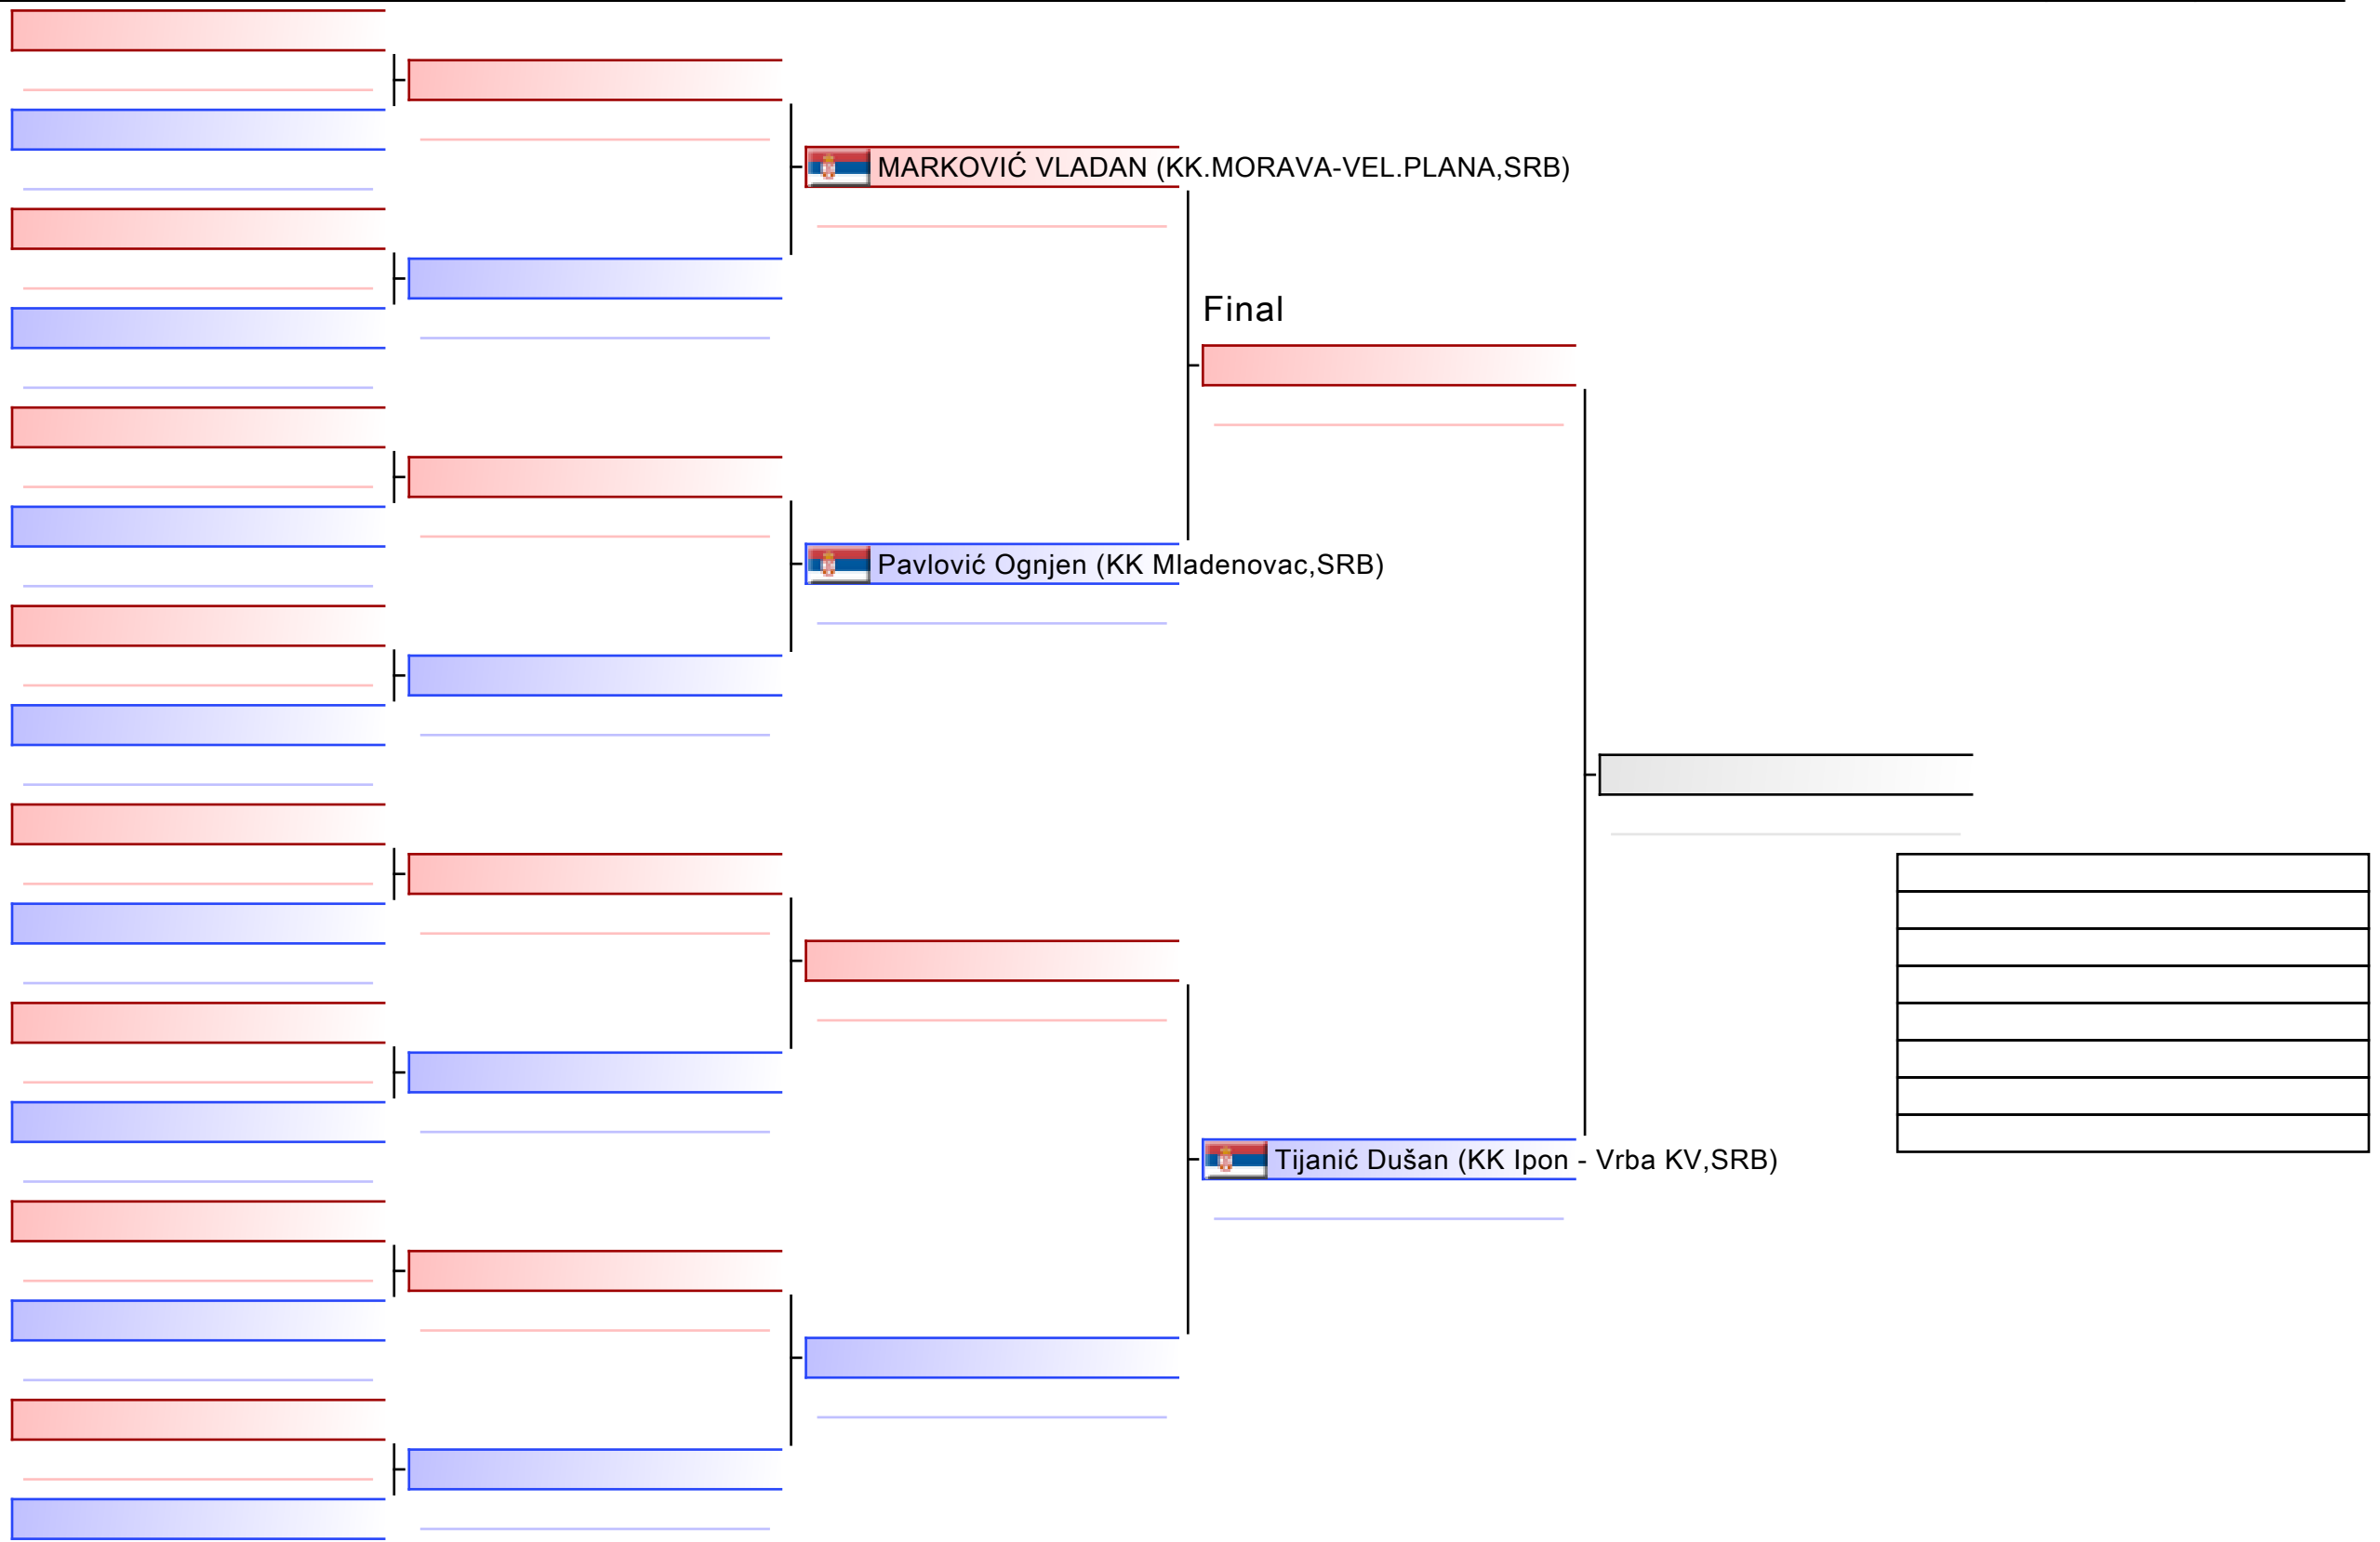 MARKOVIĆ VLADAN (KK.MORAVA-VEL.PLANA,SRB)
Final
Pavlović Ognjen (KK Mladenovac,SRB)
Tijanić Dušan (KK Ipon - Vrba KV,SRB)